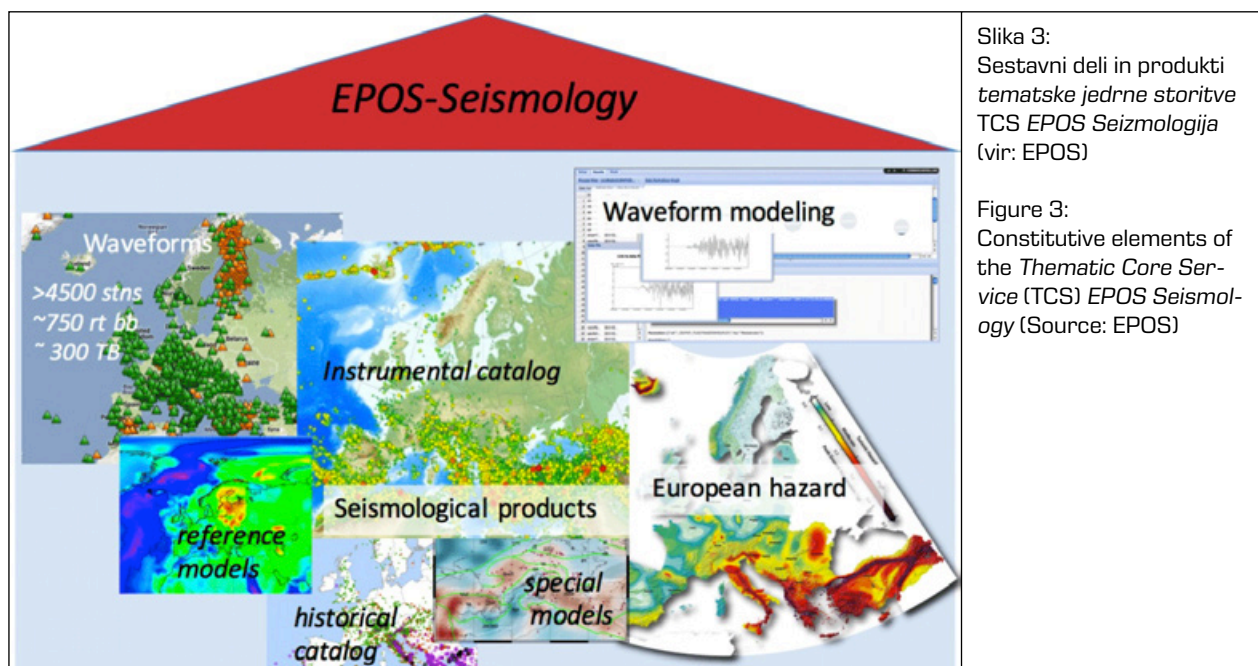 EPOS-Seismology
Waveforms
>4500 stns
~750 rt bb
~ 300 TB
Waveform modeling
Instrumental catalog
Seismological products
European hazard
reference
models
special
models
historical
catalog
Slika 3:
Sestavni deli in produkti
tematske jedrne storitve
TCS EPOS Seizmologija
(vir: EPOS)
Figure 3:
Constitutive elements of
the Thematic Core Ser-
vice (TCS) EPOS Seismol-
ogy (Source: EPOS)